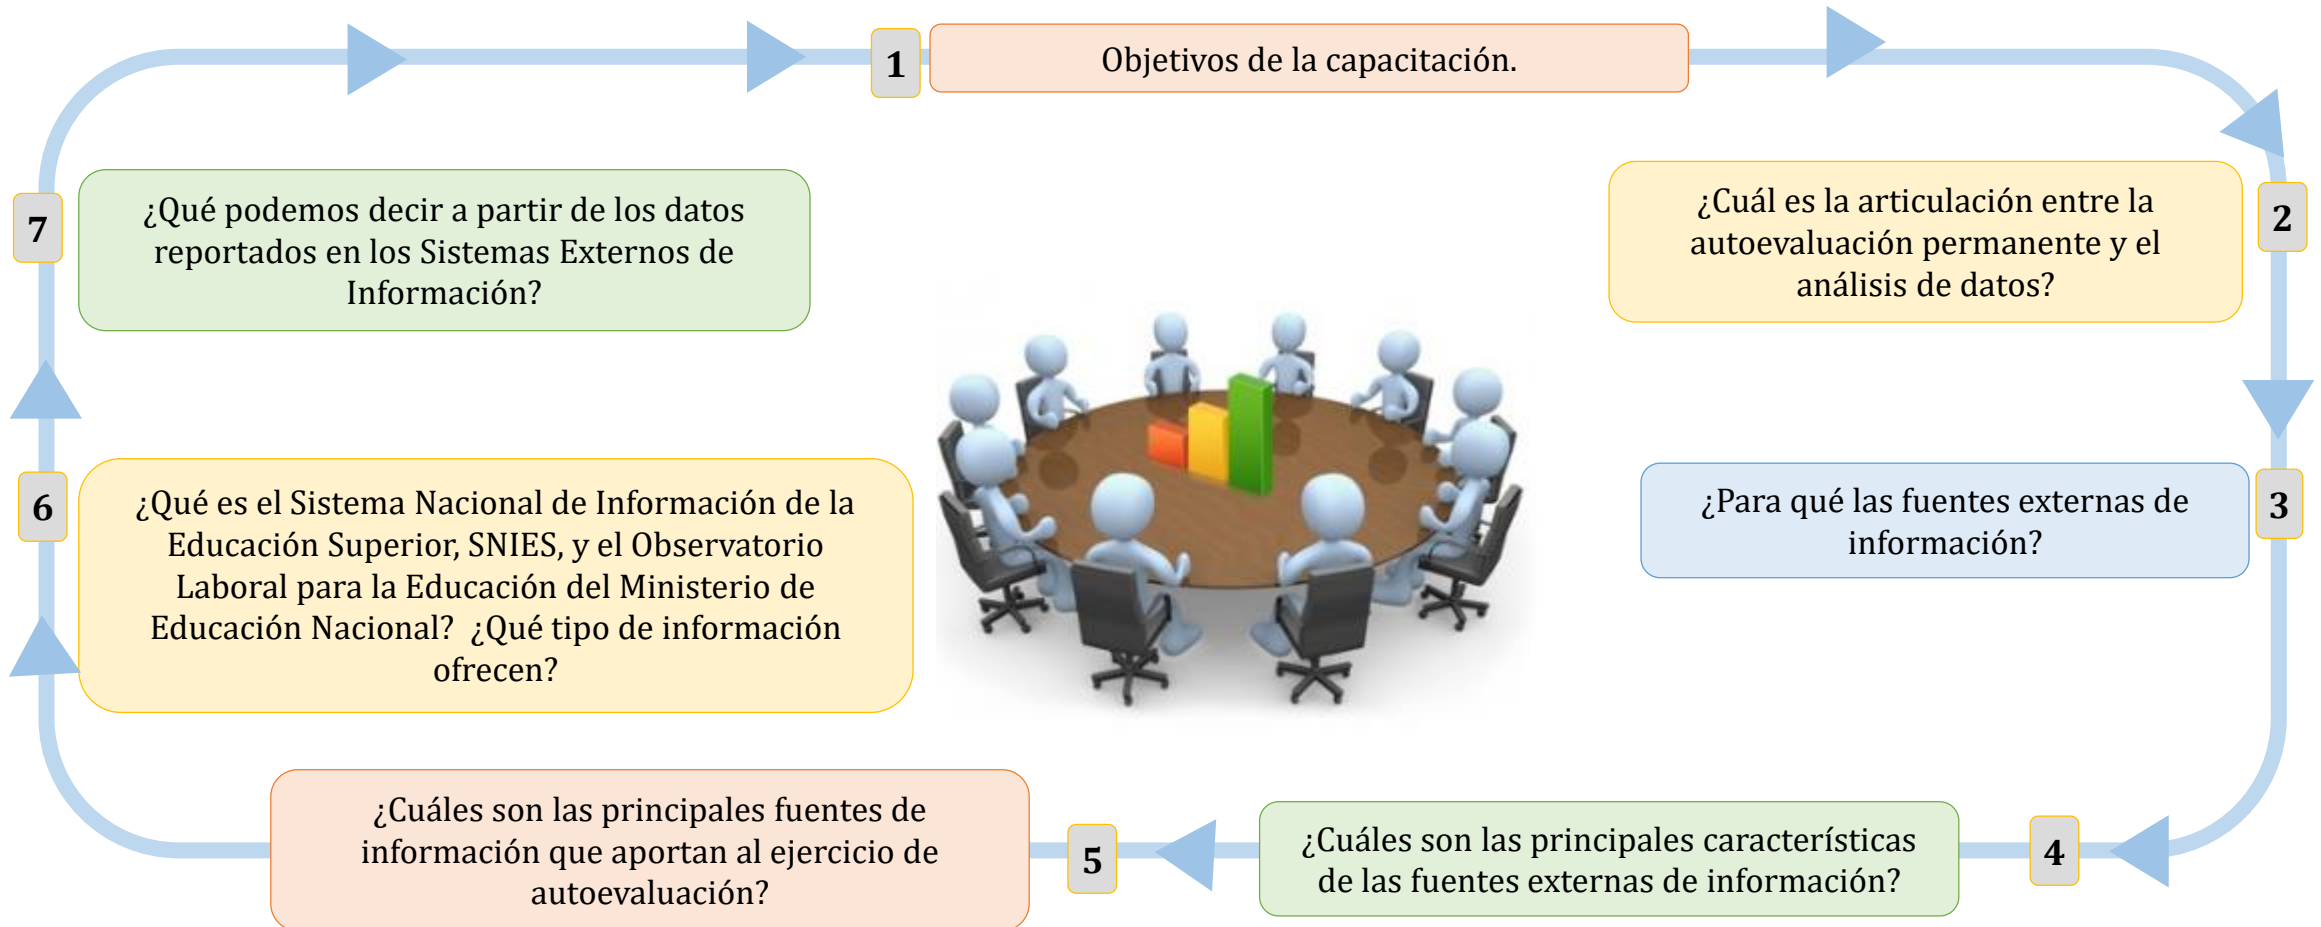 1
Objetivos de la capacitación.
2
¿Cuál es la articulación entre la
autoevaluación permanente y el
análisis de datos?
3
¿Para qué las fuentes externas de
información?
4
¿Cuáles son las principales características
de las fuentes externas de información?
5
¿Cuáles son las principales fuentes de
información que aportan al ejercicio de
autoevaluación?
6
¿Qué es el Sistema Nacional de Información de la
Educación Superior, SNIES, y el Observatorio
Laboral para la Educación del Ministerio de
Educación Nacional?  ¿Qué tipo de información
ofrecen?
7
¿Qué podemos decir a partir de los datos
reportados en los Sistemas Externos de
Información?